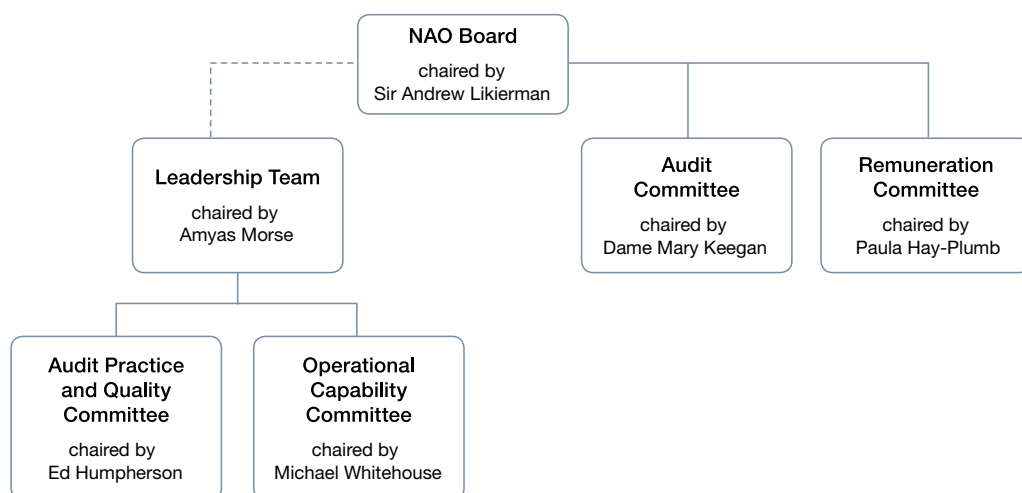 NAO Board
chaired by
Sir Andrew Likierman
Leadership Team
chaired by
Amyas Morse
Audit
Committee
chaired by
Dame Mary Keegan
Remuneration
Committee
chaired by
Paula Hay-Plumb
Audit Practice
and Quality
Committee
chaired by
Ed Humpherson
Operational
Capability
Committee
chaired by
Michael Whitehouse